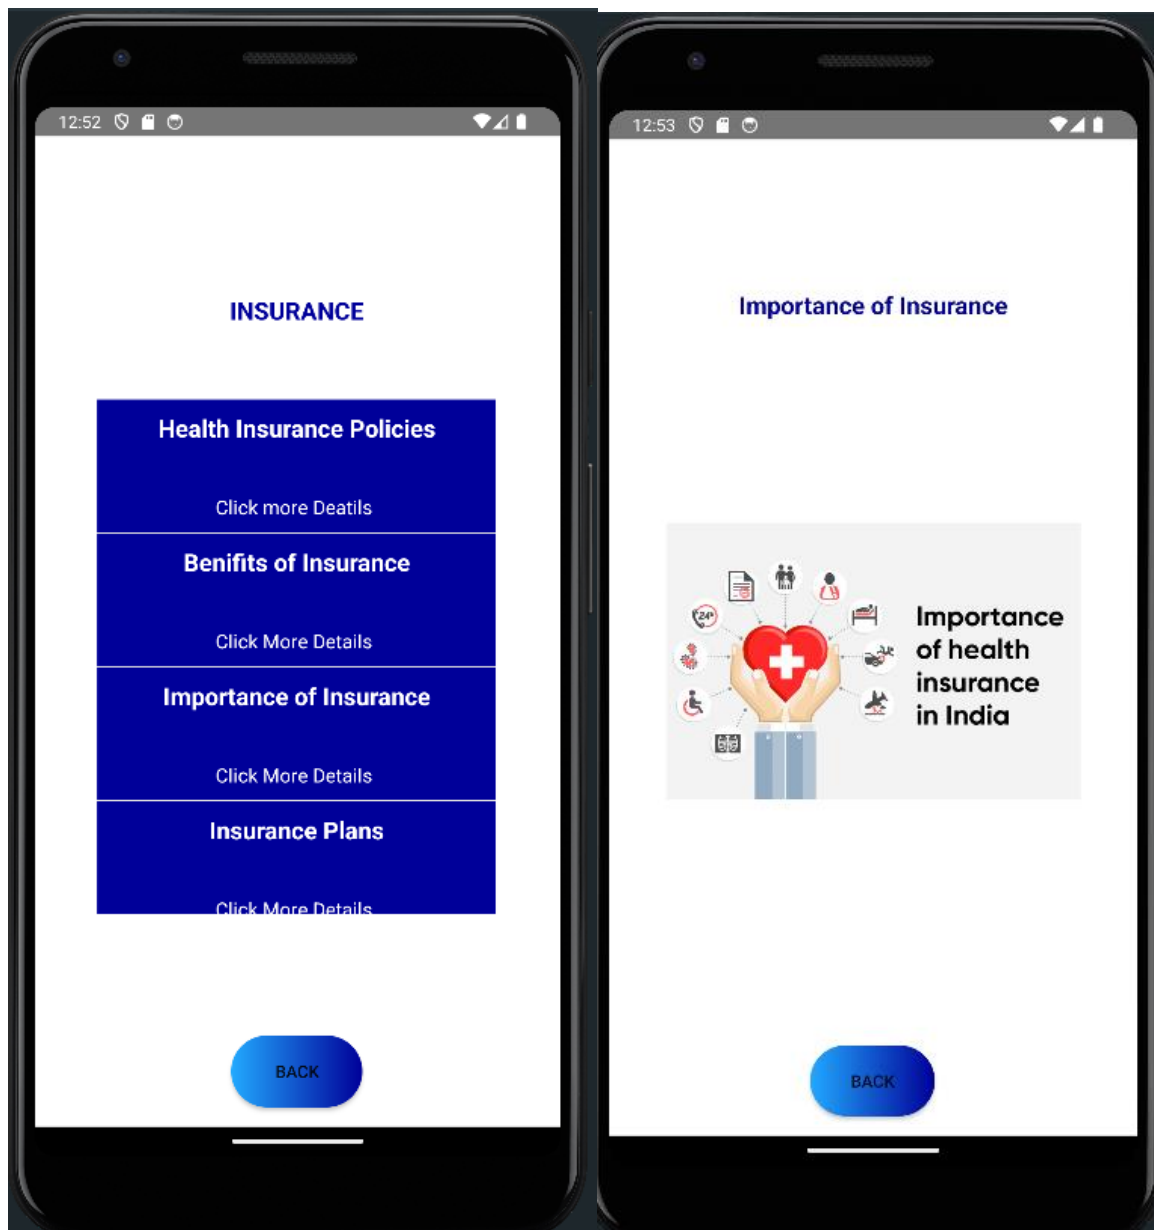 12:52
INSURANCE
Health Insurance Policies
Click more Deatils
Benifits of Insurance
Click More Details
Importance of Insurance
Click More Details
Insurance Plans
Click More Details
BACK
12:53
Importance of Insurance
24*
Importance
of health
insurance
in India
BACK